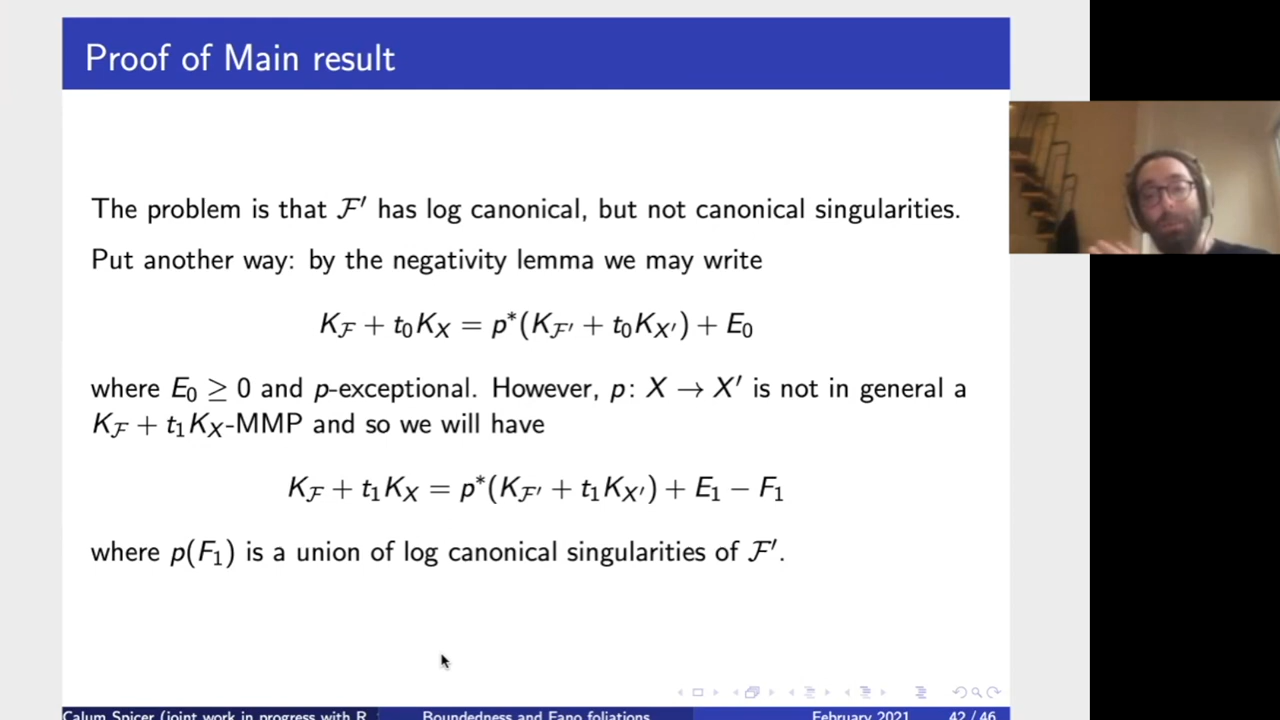 Proof of Main result
The problem is that ℱ′ has log canonical, but not canonical singularities.
Put another way: by the negativity lemma we may write
K_ℱ + t₀K_X = p*(K_ℱ′ + t₀K_X′) + E₀
where E₀ ≥ 0 and p-exceptional. However, p: X → X′ is not in general a
K_ℱ + t₁K_X-MMP and so we will have
K_ℱ + t₁K_X = p*(K_ℱ′ + t₁K_X′) + E₁ − F₁
where p(F₁) is a union of log canonical singularities of ℱ′.
Calum Spicer (joint work in progress with R. Boundedness and Fano foliations February 2021 42 / 46